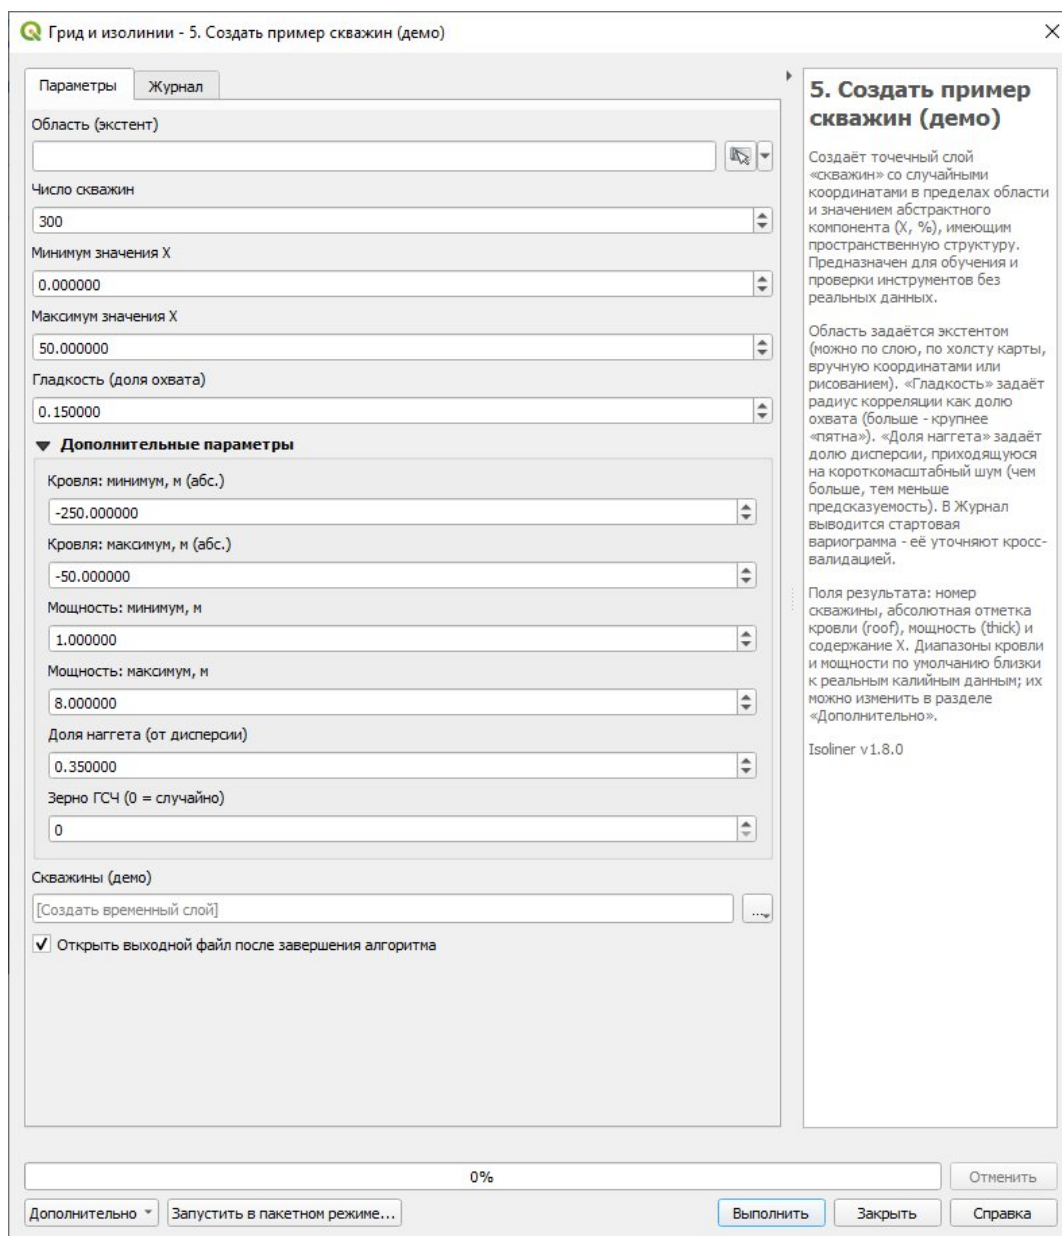 Грид и изолинии - 5. Создать пример скважин (демо)
Параметры
Журнал
Область (экстент)
Число скважин
300
Минимум значения X
0.000000
Максимум значения X
50.000000
Гладкость (доля охвата)
0.150000
Дополнительные параметры
Кровля: минимум, м (абс.)
-250.000000
Кровля: максимум, м (абс.)
-50.000000
Мощность: минимум, м
1.000000
Мощность: максимум, м
8.000000
Доля наггета (от дисперсии)
0.350000
Зерно ГСЧ (0 = случайно)
0
Скважины (демо)
[Создать временный слой]
...
Открыть выходной файл после завершения алгоритма
5. Создать пример
скважин (демо)
Создаёт точечный слой
«скважин» со случайными
координатами в пределах области
и значением абстрактного
компонента (X, %), имеющим
пространственную структуру.
Предназначен для обучения и
проверки инструментов без
реальных данных.
Область задаётся экстентом
(можно по слою, по холсту карты,
вручную координатами или
рисованием). «Гладкость» задаёт
радиус корреляции как долю
охвата (больше - крупнее
«пятна»). «Доля наггета» задаёт
долю дисперсии, приходящуюся
на короткомасштабный шум (чем
больше, тем меньше
предсказуемость). В Журнал
выводится стартовая
вариограмма - её уточняют кросс-
валидацией.
Поля результата: номер
скважины, абсолютная отметка
кровли (roof), мощность (thick) и
содержание X. Диапазоны кровли
и мощности по умолчанию близки
к реальным калийным данным; их
можно изменить в разделе
«Дополнительно».
Isoliner v1.8.0
0%
Отменить
Дополнительно
Запустить в пакетном режиме...
Выполнить
Закрыть
Справка